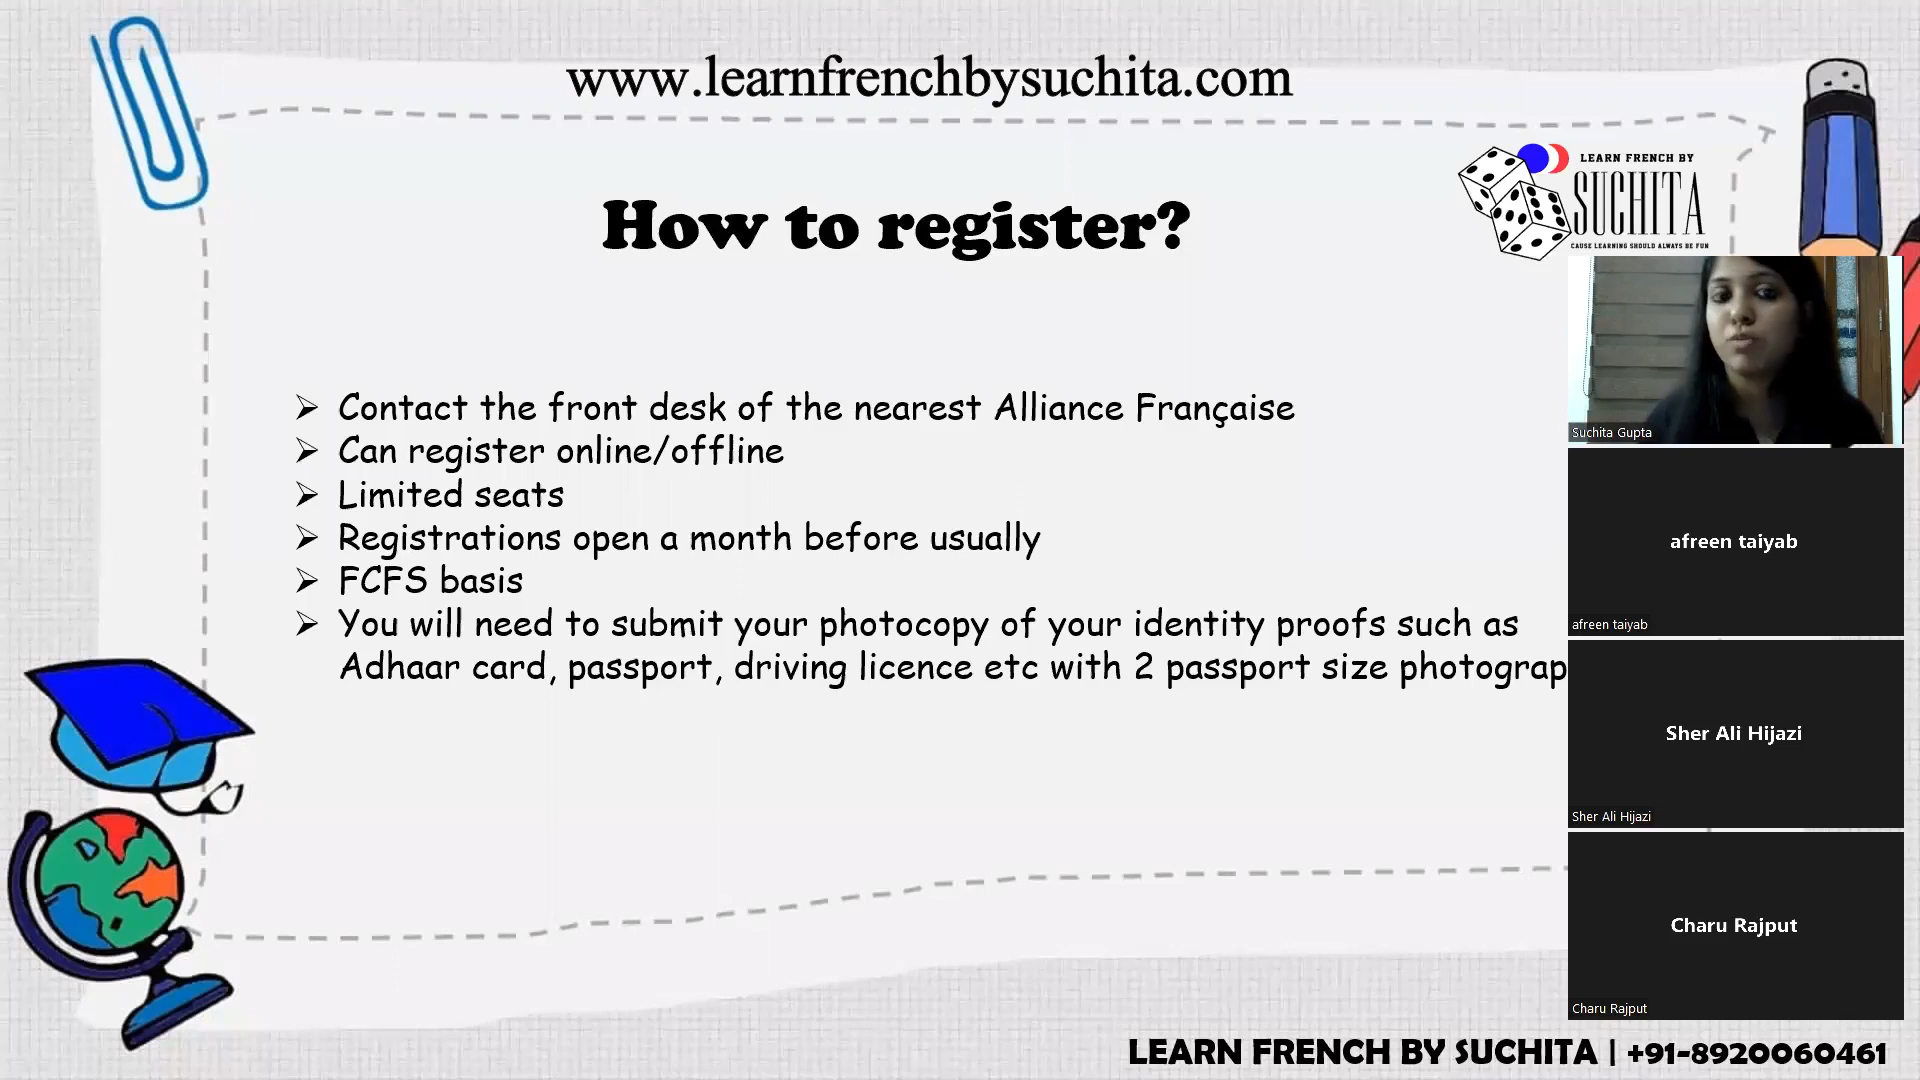 www.learnfrenchbysuchita.com
LEARN FRENCH BY
SUCHITA
CAUSE LEARNING SHOULD ALWAYS BE FUN
How to register?
Contact the front desk of the nearest Alliance Française
Can register online/offline
Limited seats
Registrations open a month before usually
FCFS basis
You will need to submit your photocopy of your identity proofs such as
Adhaar card, passport, driving licence etc with 2 passport size photograp
Suchita Gupta
afreen taiyab
afreen taiyab
Sher Ali Hijazi
Sher Ali Hijazi
Charu Rajput
Charu Rajput
LEARN FRENCH BY SUCHITA | +91-8920060461